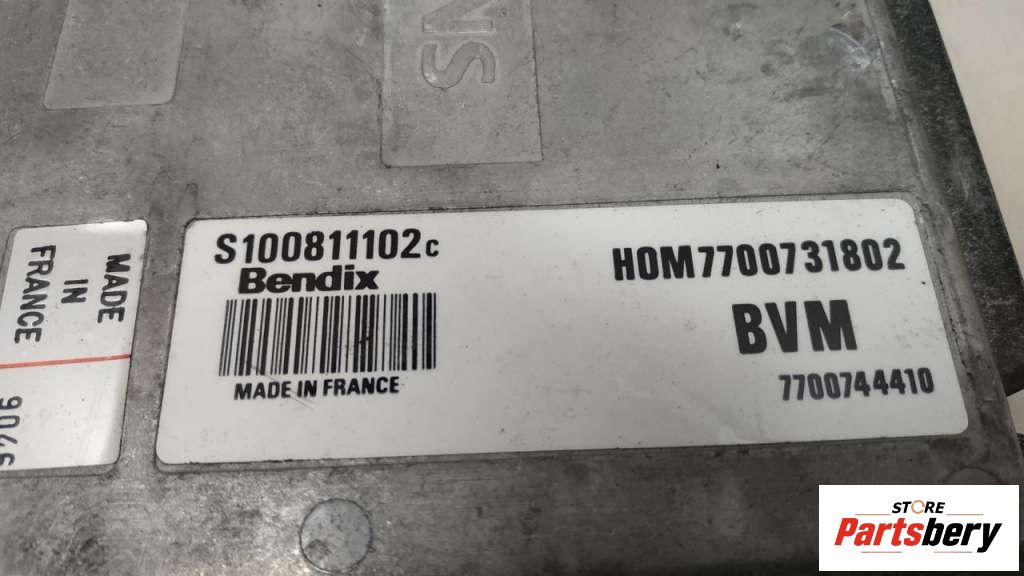 S100811102c
Bendix
MADE IN FRANCE
HOM7700731802
BVM
7700744410
MADE
IN
FRANCE
STORE
Partsbery